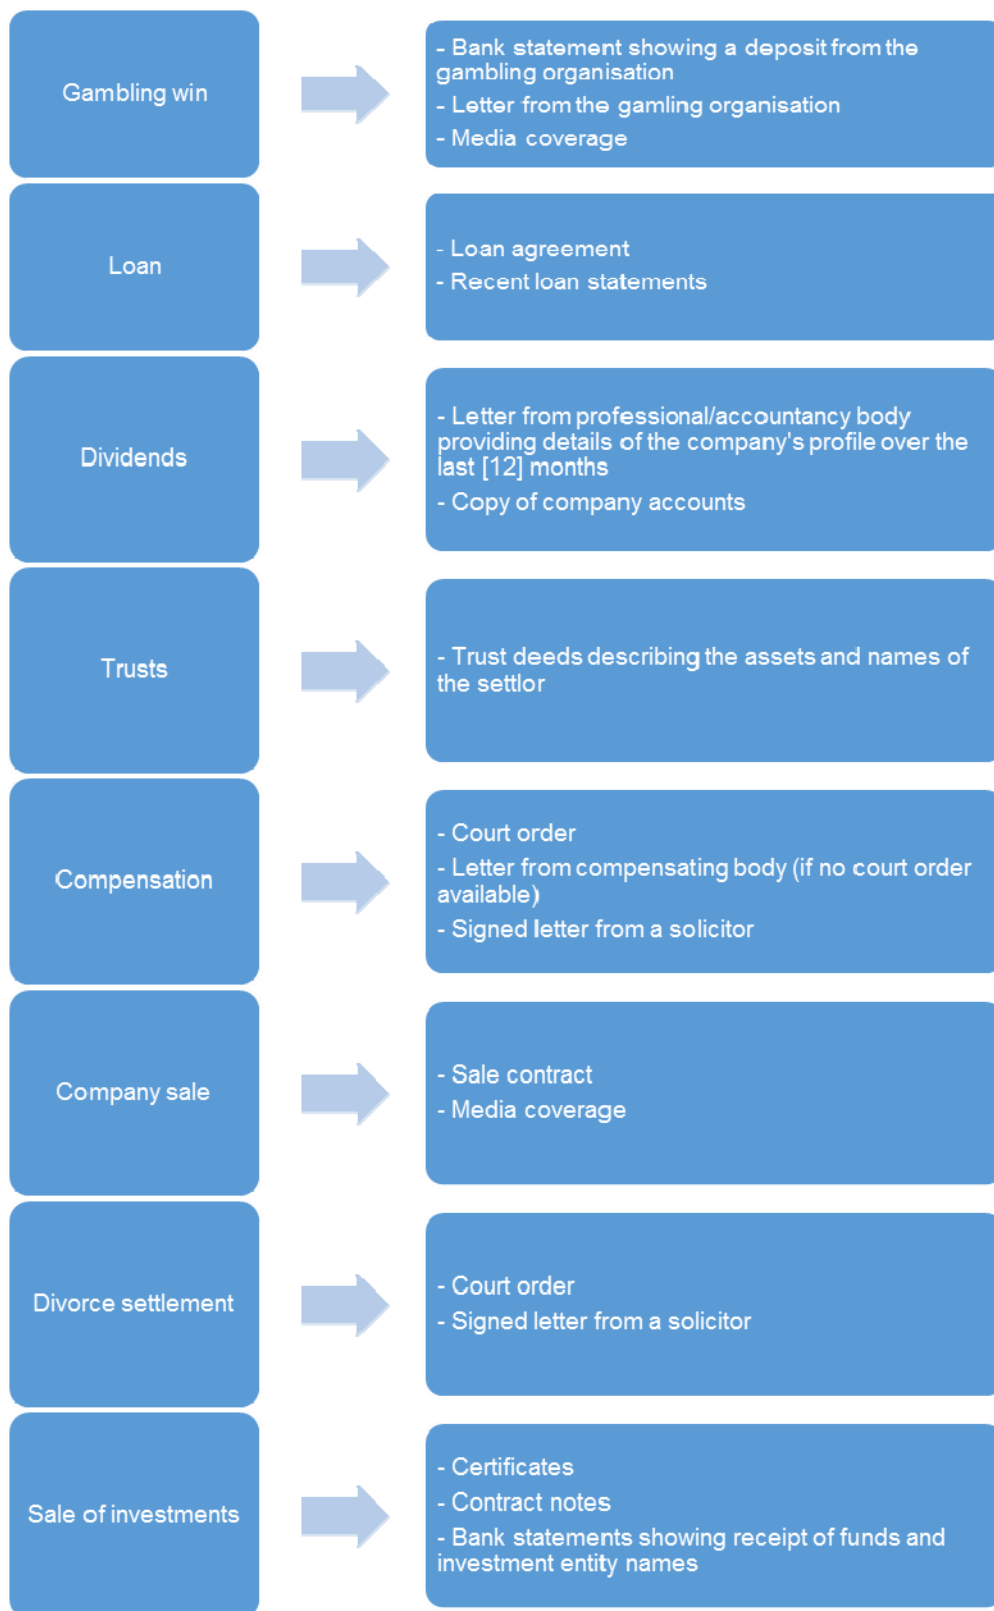 Gambling win
- Bank statement showing a deposit from the
gambling organisation
- Letter from the gamling organisation
- Media coverage
Loan
- Loan agreement
- Recent loan statements
Dividends
- Letter from professional/accountancy body
providing details of the company's profile over the
last [12] months
- Copy of company accounts
Trusts
- Trust deeds describing the assets and names of
the settlor
Compensation
- Court order
- Letter from compensating body (if no court order
available)
- Signed letter from a solicitor
Company sale
- Sale contract
- Media coverage
Divorce settlement
- Court order
- Signed letter from a solicitor
Sale of investments
- Certificates
- Contract notes
- Bank statements showing receipt of funds and
investment entity names